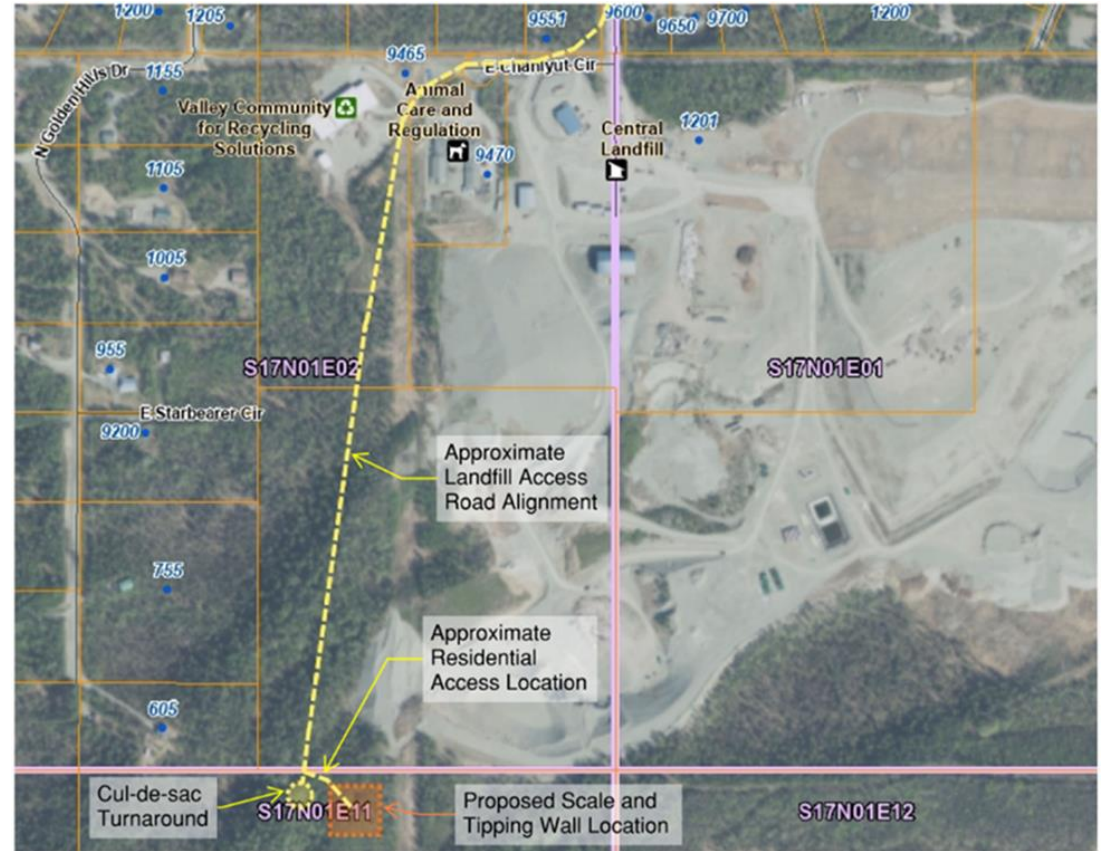 1200
1205
9551
9600
9650
9700
1200
9465
E Chanlyut Cir
N Golden Hills Dr
1155
Valley Community
for Recycling
Solutions
Animal
Care and
Regulation
9470
Central
Landfill
1201
1105
1005
955
S17N01E02
S17N01E01
E Starbearer Cir
9200
Approximate
Landfill Access
Road Alignment
755
Approximate
Residential
Access Location
605
Cul-de-sac
Turnaround
S17N01E11
Proposed Scale and
Tipping Wall Location
S17N01E12